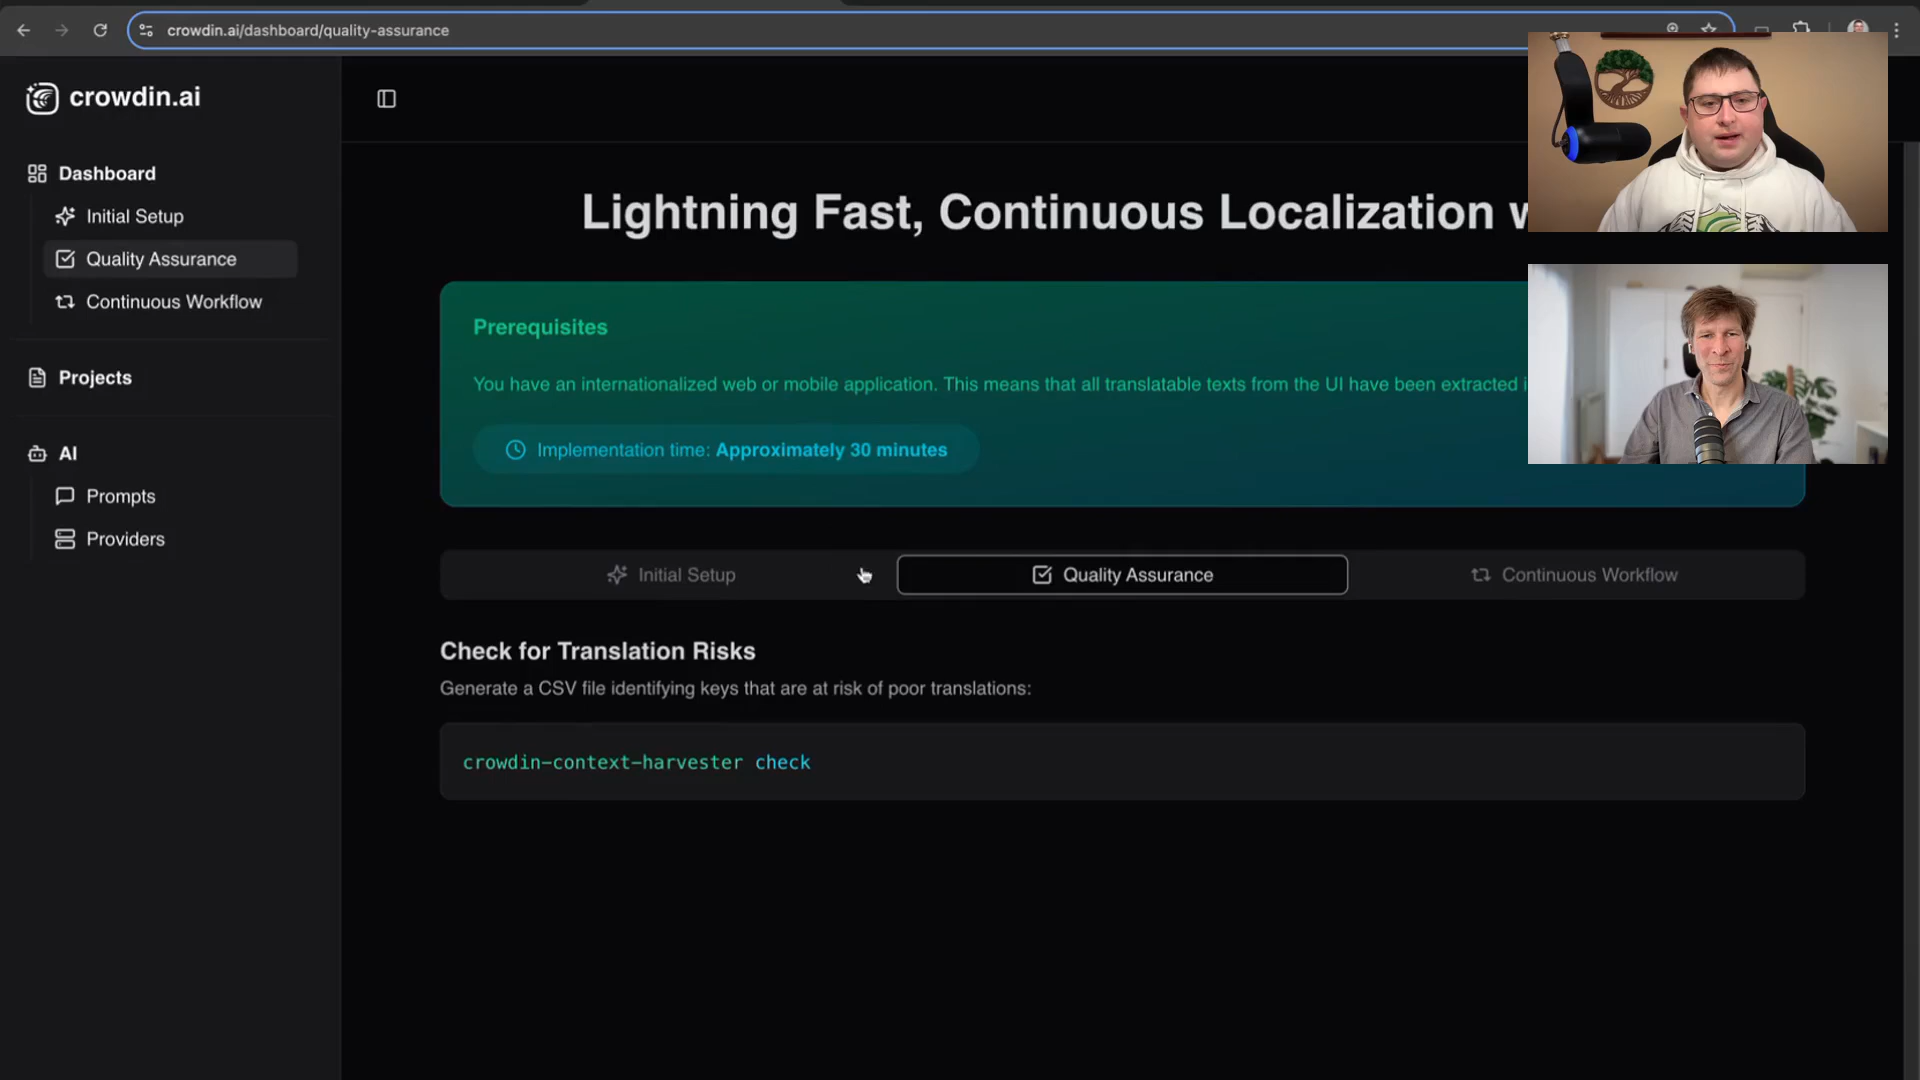 crowdin.ai/dashboard/quality-assurance
crowdin.ai
Dashboard
Initial Setup
Quality Assurance
Continuous Workflow
Projects
AI
Prompts
Providers
Lightning Fast, Continuous Localization
Prerequisites
You have an internationalized web or mobile application. This means that all translatable texts from the UI have been extracted
Implementation time: Approximately 30 minutes
Initial Setup
Quality Assurance
Continuous Workflow
Check for Translation Risks
Generate a CSV file identifying keys that are at risk of poor translations:
crowdin-context-harvester check